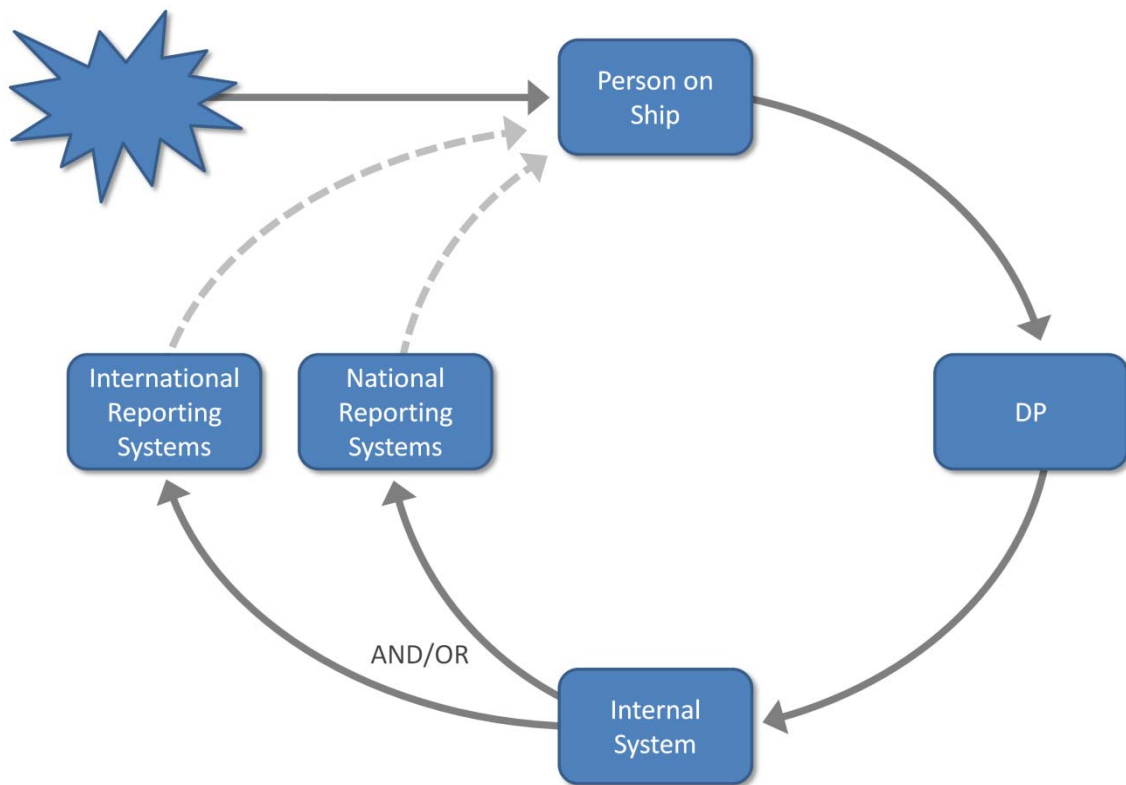 Person on
Ship
International
Reporting
Systems
National
Reporting
Systems
DP
AND/OR
Internal
System